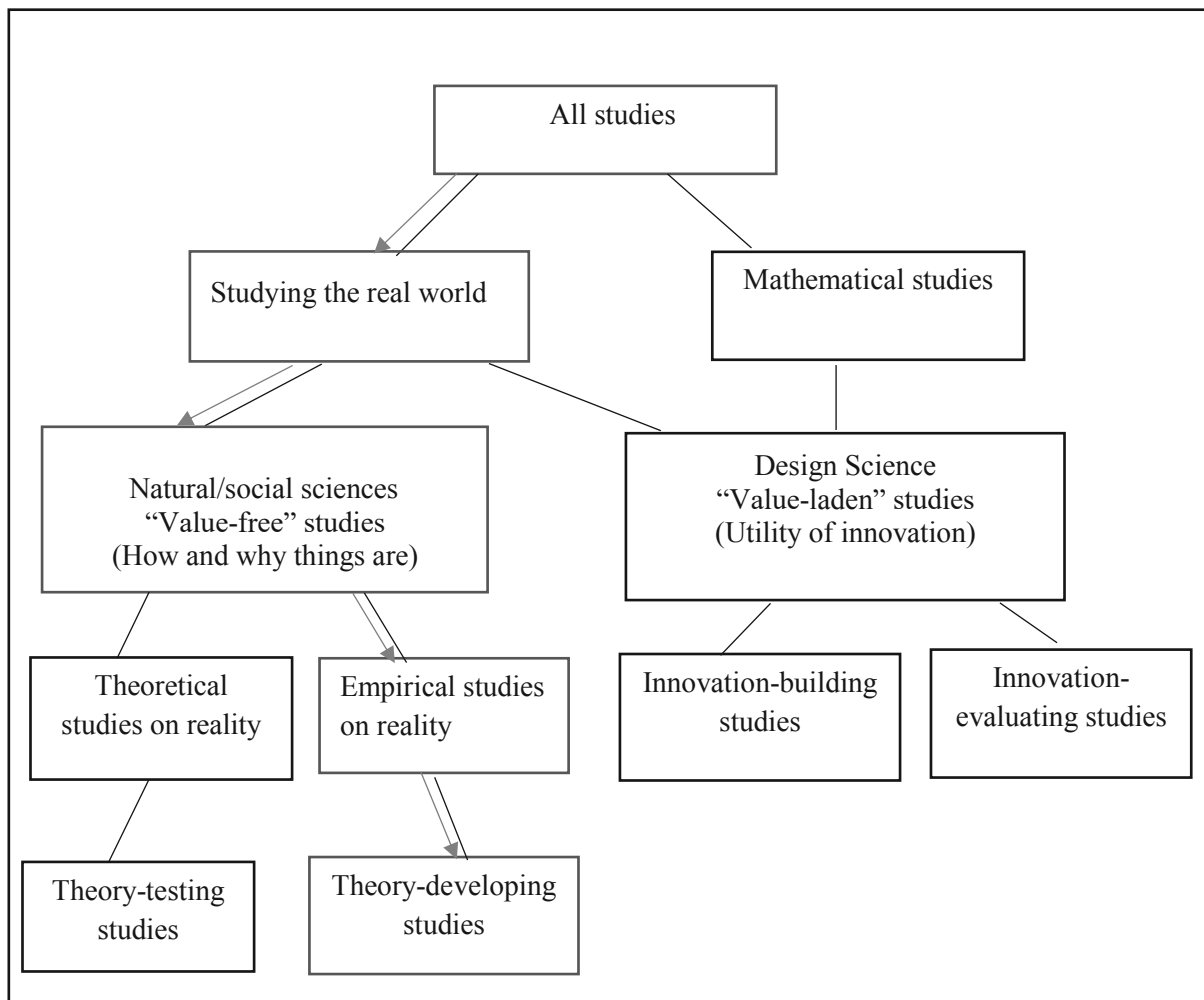 All studies
Studying the real world
Mathematical studies
Natural/social sciences
“Value-free” studies
(How and why things are)
Design Science
“Value-laden” studies
(Utility of innovation)
Theoretical
studies on reality
Empirical studies
on reality
Innovation-building
studies
Innovation-
evaluating studies
Theory-testing
studies
Theory-developing
studies